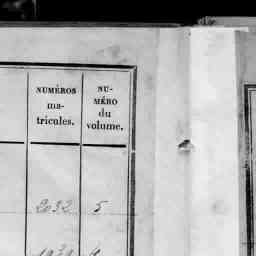 NUMÉROS
ma-
tricules.
NU-
MÉRO
du
volume.
2032 5